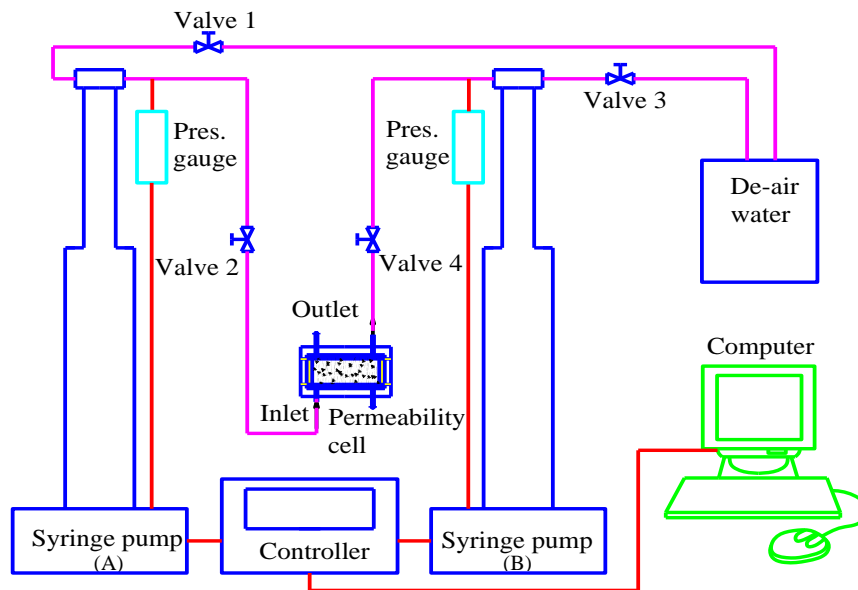 Valve 1
Pres.
gauge
Pres.
gauge
Valve 3
De-air
water
Valve 2
Valve 4
Outlet
Computer
Inlet
Permeability
cell
Syringe pump
(A)
Controller
Syringe pump
(B)